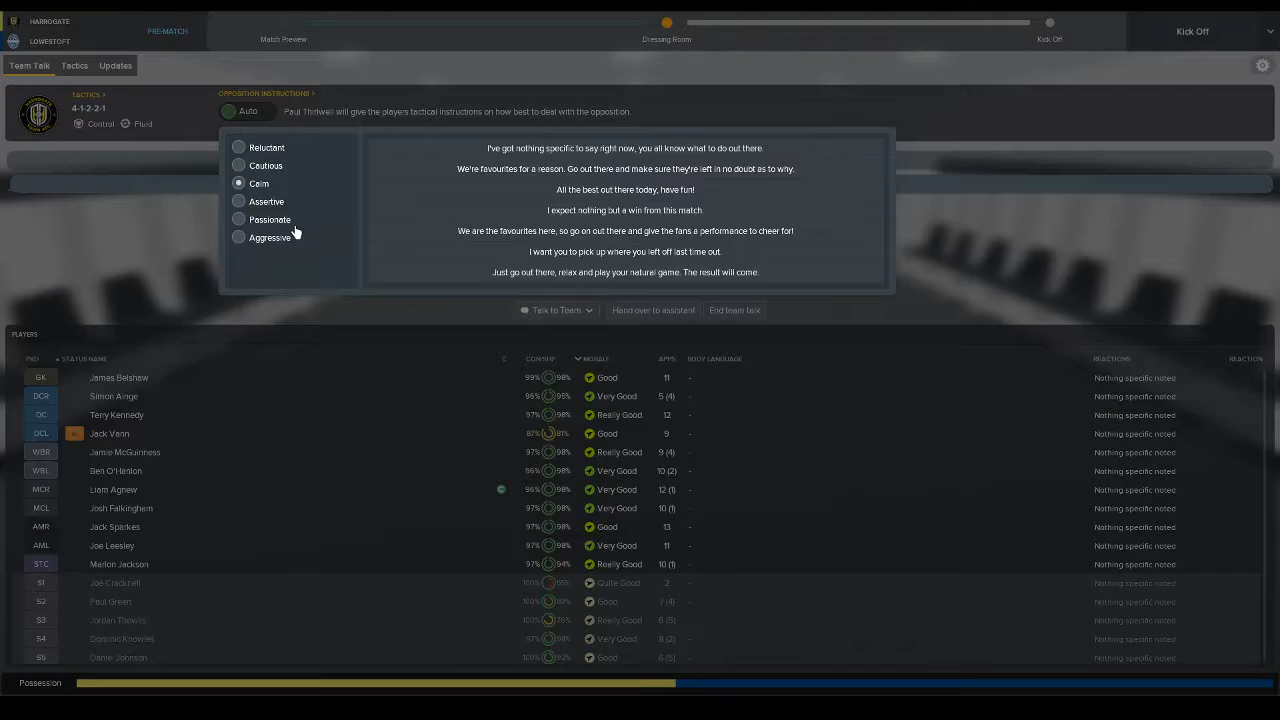 HARROGATE
LOWESTOFT
PRE-MATCH
Match Preview
Dressing Room
Kick Off
Kick Off
Team Talk Tactics Updates
TACTICS >
4-1-2-2-1
Control Fluid
OPPOSITION INSTRUCTIONS >
Auto Paul Thirlwell will give the players tactical instructions on how best to deal with the opposition.
Reluctant
Cautious
Calm
Assertive
Passionate
Aggressive
I've got nothing specific to say right now, you all know what to do out there.
We're favourites for a reason. Go out there and make sure they're left in no doubt as to why.
All the best out there today, have fun!
I expect nothing but a win from this match.
We are the favourites here, so go on out there and give the fans a performance to cheer for!
I want you to pick up where you left off last time out.
Just go out there, relax and play your natural game. The result will come.
Talk to Team Hand over to assistant End team talk
PLAYERS
PKD STATUS NAME C CON SHP MORALE APPS BODY LANGUAGE REACTIONS REACTION
GK James Belshaw 99% 98% Good 11 - Nothing specific noted
DCR Simon Ainge 96% 95% Very Good 5 (4) - Nothing specific noted
DC Terry Kennedy 97% 98% Really Good 12 - Nothing specific noted
DCL Jack Vann 87% 81% Good 9 - Nothing specific noted
WBR Jamie McGuinness 97% 98% Really Good 9 (4) - Nothing specific noted
WBL Ben O'Hanlon 96% 98% Very Good 10 (2) - Nothing specific noted
MCR Liam Agnew C 96% 98% Very Good 12 (1) - Nothing specific noted
MCL Josh Falkingham 97% 98% Very Good 10 (1) - Nothing specific noted
AMR Jack Sparkes 97% 98% Good 13 - Nothing specific noted
AML Joe Leesley 97% 98% Very Good 11 - Nothing specific noted
STC Marlon Jackson 97% 94% Really Good 10 (1) - Nothing specific noted
S1 Joe Cracknell 100% Quite Good 2 - Nothing specific noted
S2 Paul Green 100% Good 7 (4) - Nothing specific noted
S3 Jordan Thewlis 100% Really Good 6 (5) - Nothing specific noted
S4 Dominic Knowles 97% 98% Very Good 8 (2) - Nothing specific noted
S5 Daniel Johnson 100% 92% Good 6 (5) - Nothing specific noted
Possession